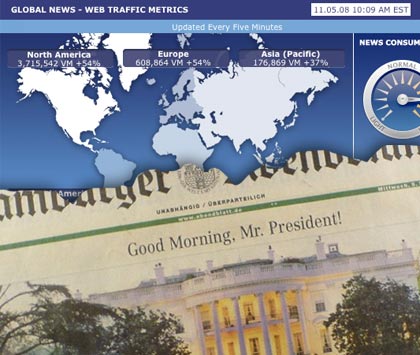 GLOBAL NEWS - WEB TRAFFIC METRICS
11.05.08 10:09 AM EST
Updated Every Five Minutes
NEWS CONSUM
North America
3,715,542 VM +54%
Europe
608,864 VM +54%
Asia (Pacific)
176,869 VM +37%
NORMAL
LIGHT
Ameri
amburger
Abendblatt
UNABHÄNGIG / ÜBERPARTEILICH
www.abendblatt.de
Mittwoch,
Good Morning, Mr. President!